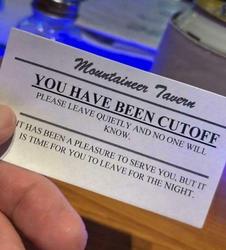 Mountaineer Tavern
YOU HAVE BEEN CUTOFF
PLEASE LEAVE QUIETLY AND NO ONE WILL
KNOW.
IT HAS BEEN A PLEASURE TO SERVE YOU, BUT IT
IS TIME FOR YOU TO LEAVE FOR THE NIGHT.